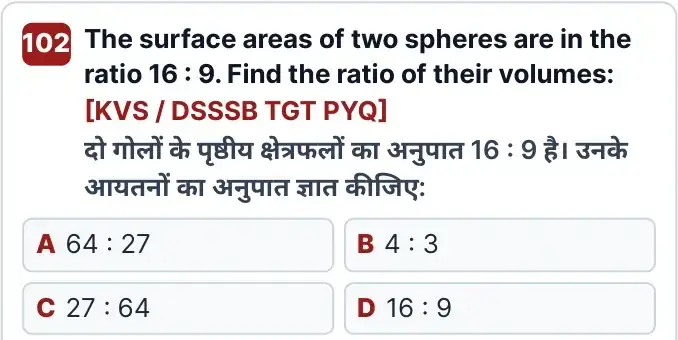 102 The surface areas of two spheres are in the
ratio 16 : 9. Find the ratio of their volumes:
[KVS / DSSSB TGT PYQ]
दो गोलों के पृष्ठीय क्षेत्रफलों का अनुपात 16 : 9 है। उनके
आयतनों का अनुपात ज्ञात कीजिए:
A 64 : 27
B 4 : 3
C 27 : 64
D 16 : 9